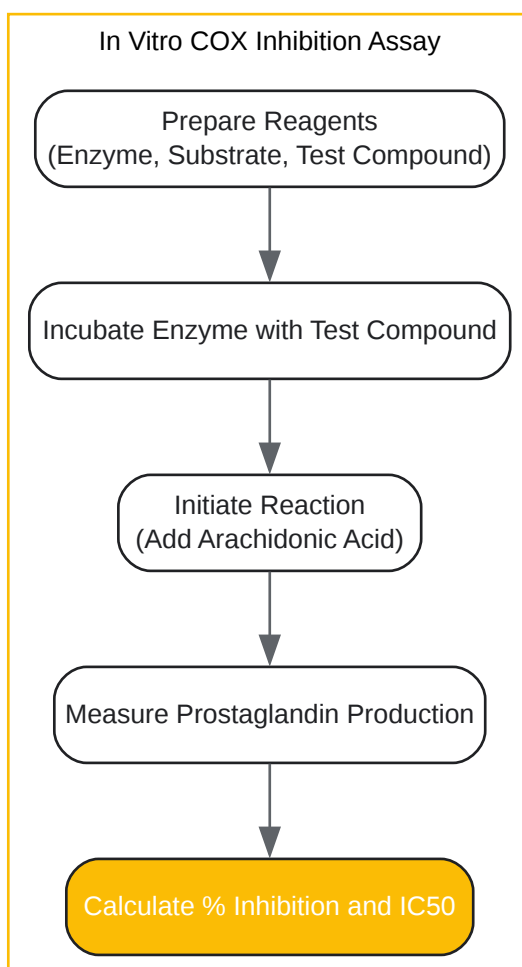 In Vitro COX Inhibition Assay
Prepare Reagents
(Enzyme, Substrate, Test Compound)
Incubate Enzyme with Test Compound
Initiate Reaction
(Add Arachidonic Acid)
Measure Prostaglandin Production
Calculate % Inhibition and IC50